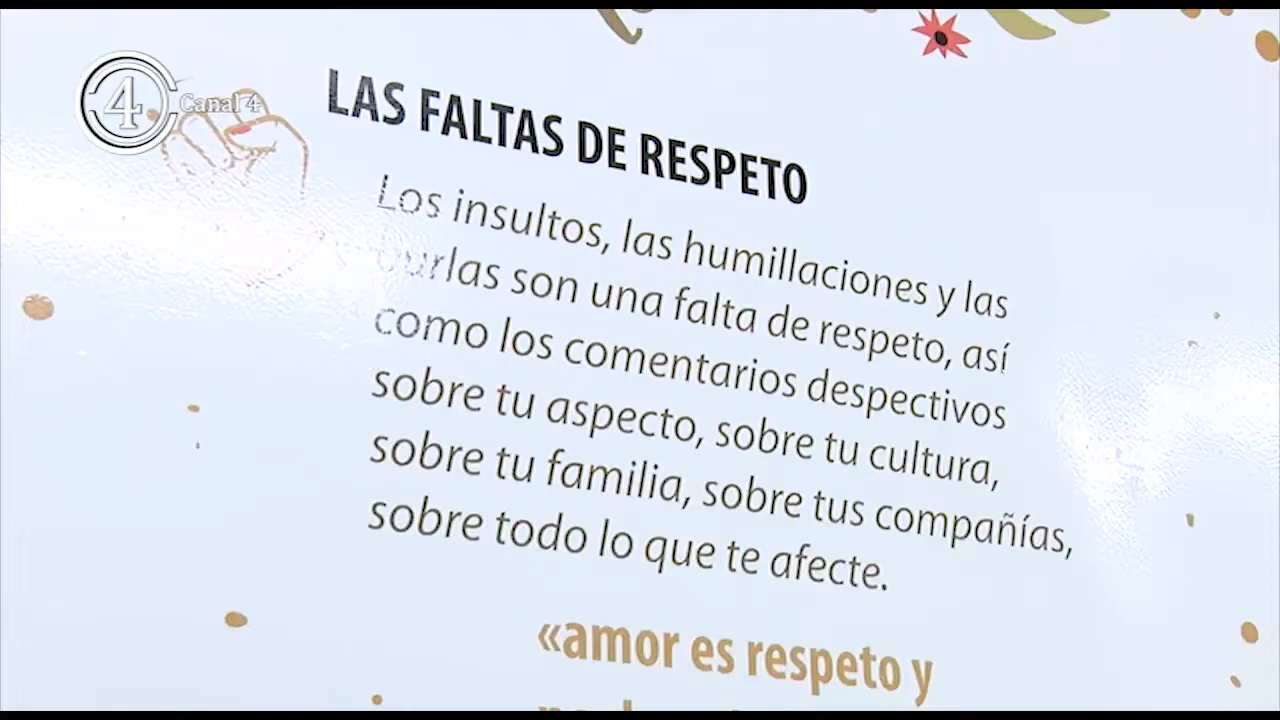 4 Canal 4
LAS FALTAS DE RESPETO
Los insultos, las humillaciones y las
burlas son una falta de respeto, así
como los comentarios despectivos
sobre tu aspecto, sobre tu cultura,
sobre tu familia, sobre tus compañías,
sobre todo lo que te afecte.
«amor es respeto y